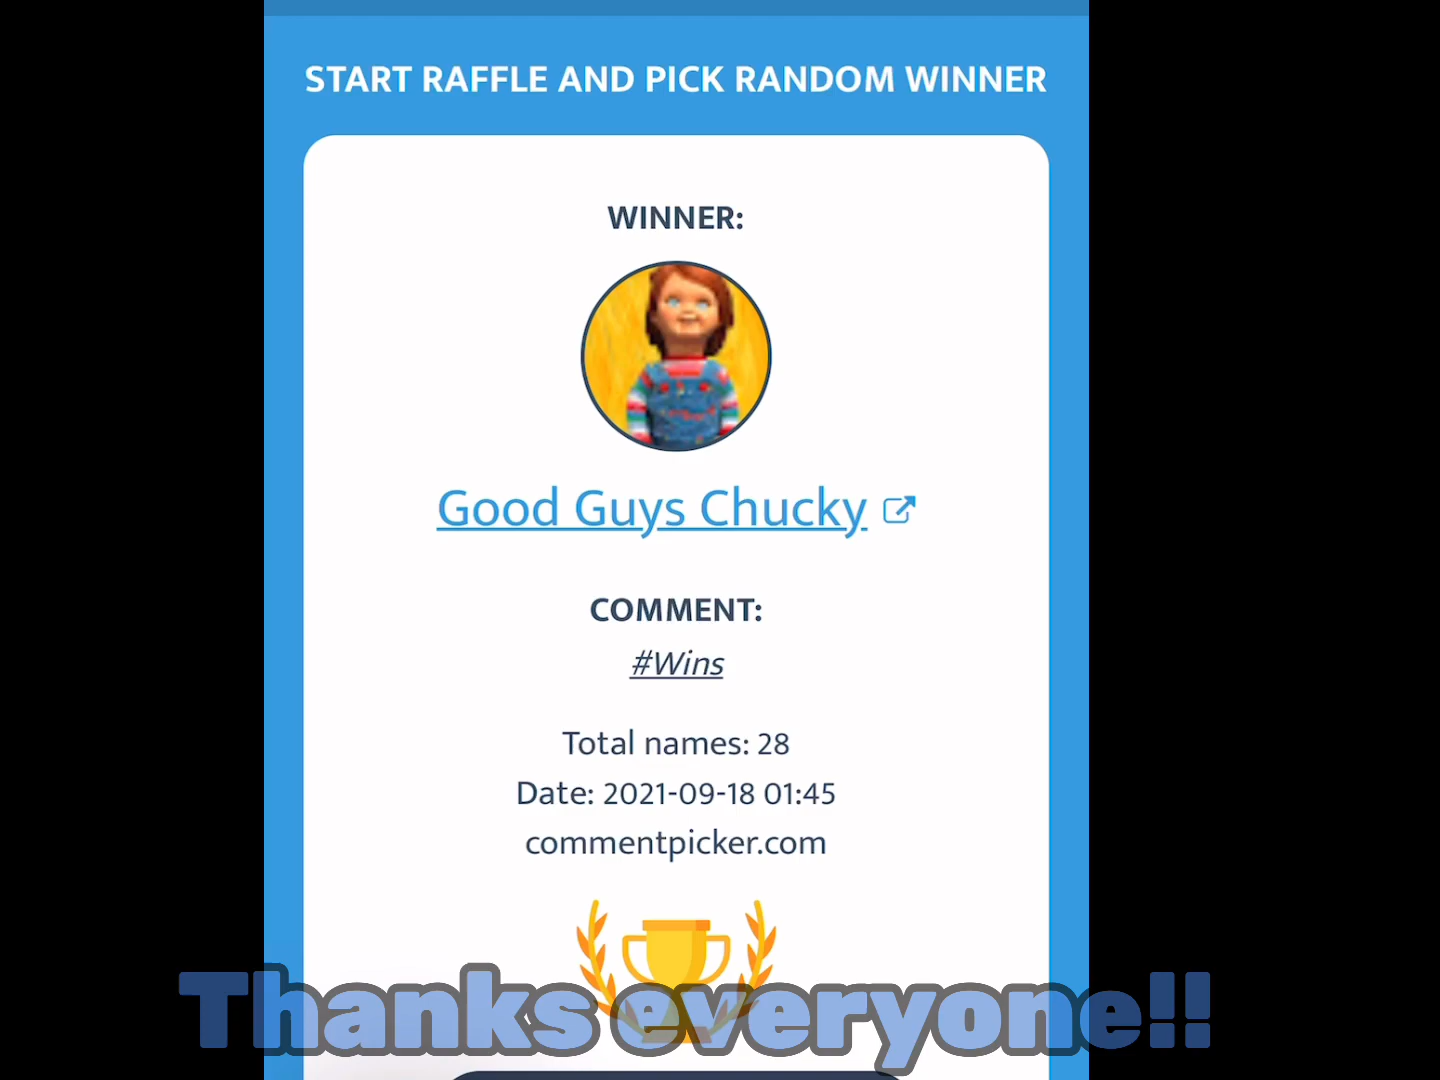 START RAFFLE AND PICK RANDOM WINNER
WINNER:
Good Guys Chucky
COMMENT:
#Wins
Total names: 28
Date: 2021-09-18 01:45
commentpicker.com
Thanks everyone!!